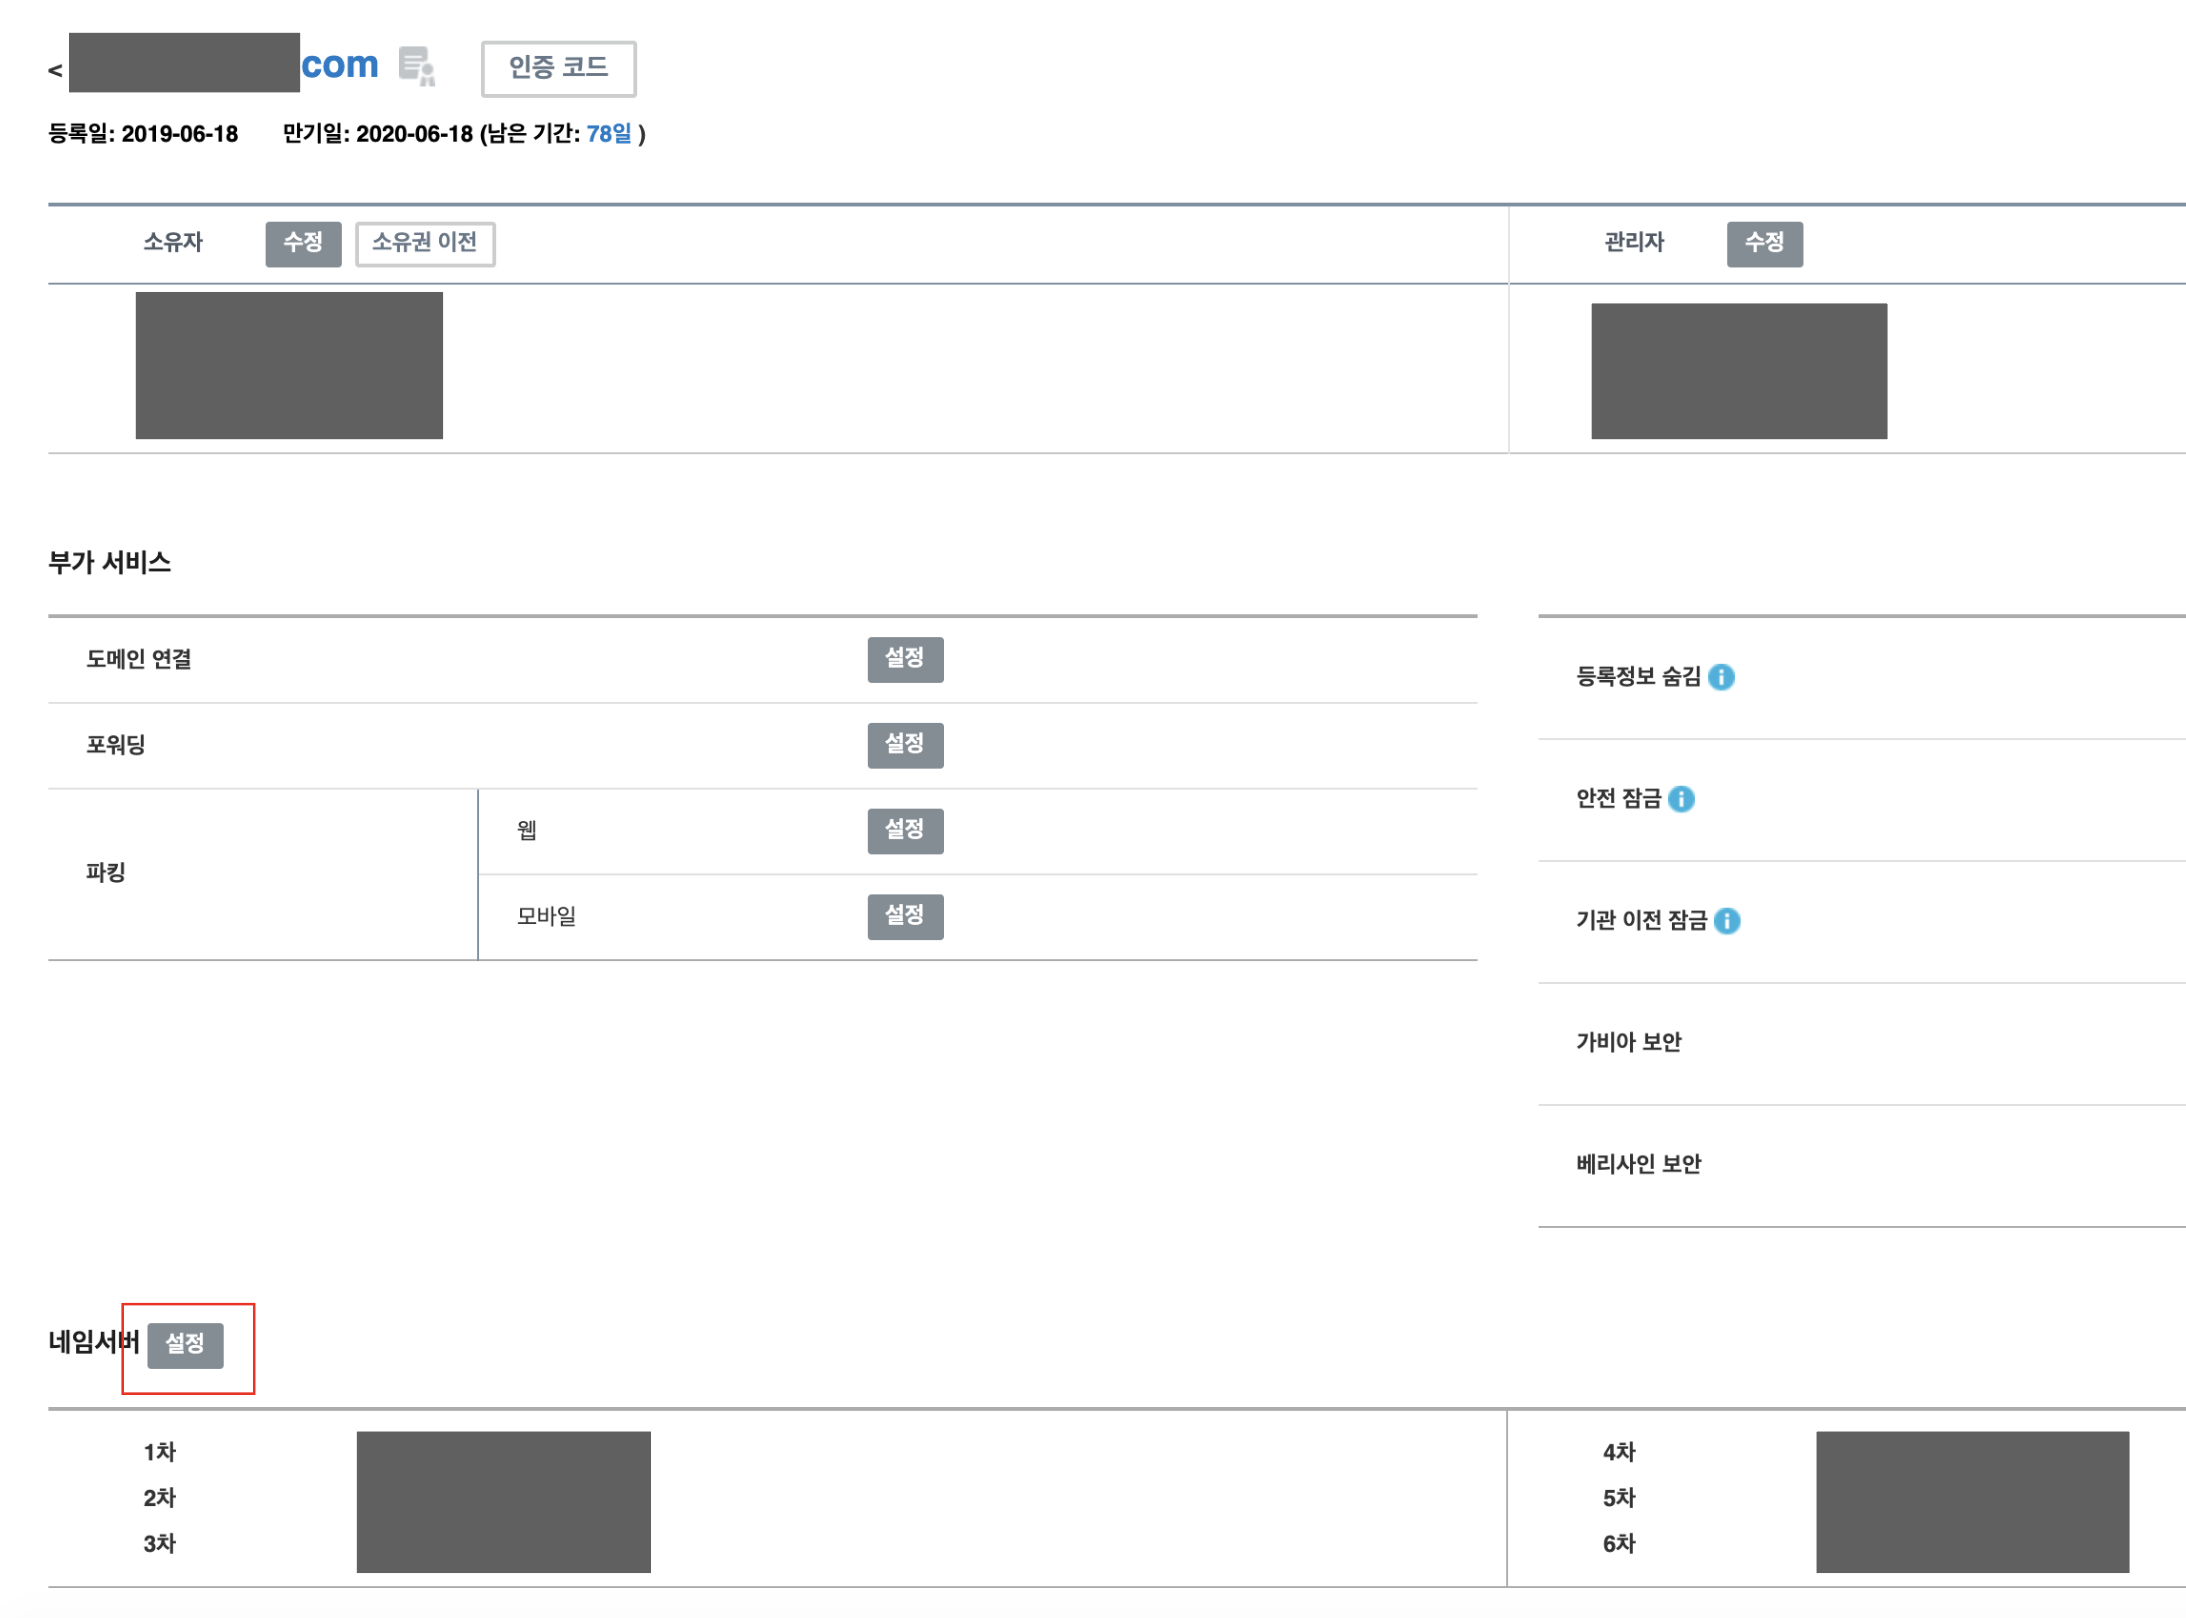 < com 인증 코드
등록일: 2019-06-18 만기일: 2020-06-18 (남은 기간: 78일 )
소유자 수정 소유권 이전
관리자 수정
부가 서비스
도메인 연결 설정
포워딩 설정
파킹
웹 설정
모바일 설정
등록정보 숨김
안전 잠금
기관 이전 잠금
가비아 보안
베리사인 보안
네임서버 설정
1차
2차
3차
4차
5차
6차